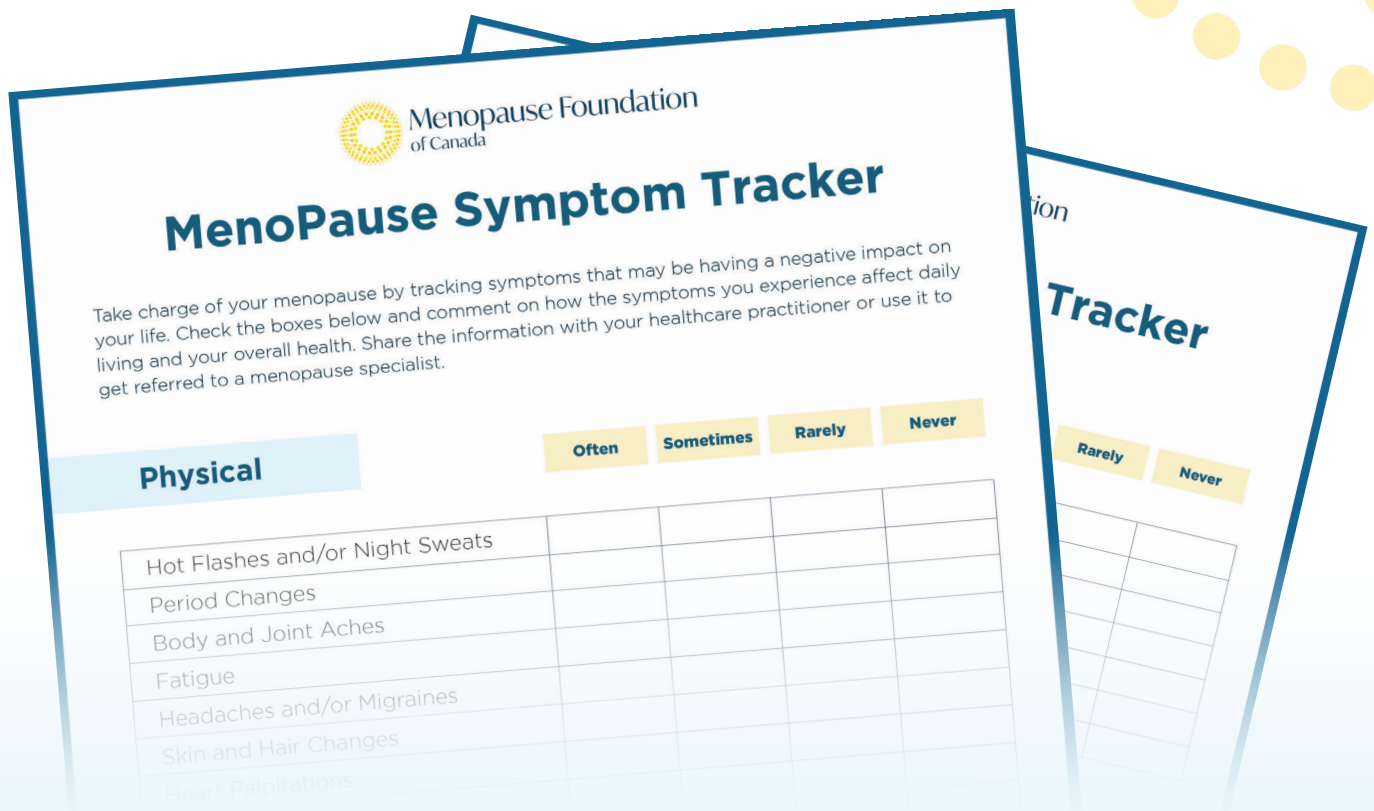 Menopause Foundation
of Canada
MenoPause Symptom Tracker
Take charge of your menopause by tracking symptoms that may be having a negative impact on
your life. Check the boxes below and comment on how the symptoms you experience affect daily
living and your overall health. Share the information with your healthcare practitioner or use it to
get referred to a menopause specialist.
Physical
Often Sometimes Rarely Never
Hot Flashes and/or Night Sweats
Period Changes
Body and Joint Aches
Fatigue
Headaches and/or Migraines
Skin and Hair Changes
Heart Palpitations
tion
Tracker
Rarely Never